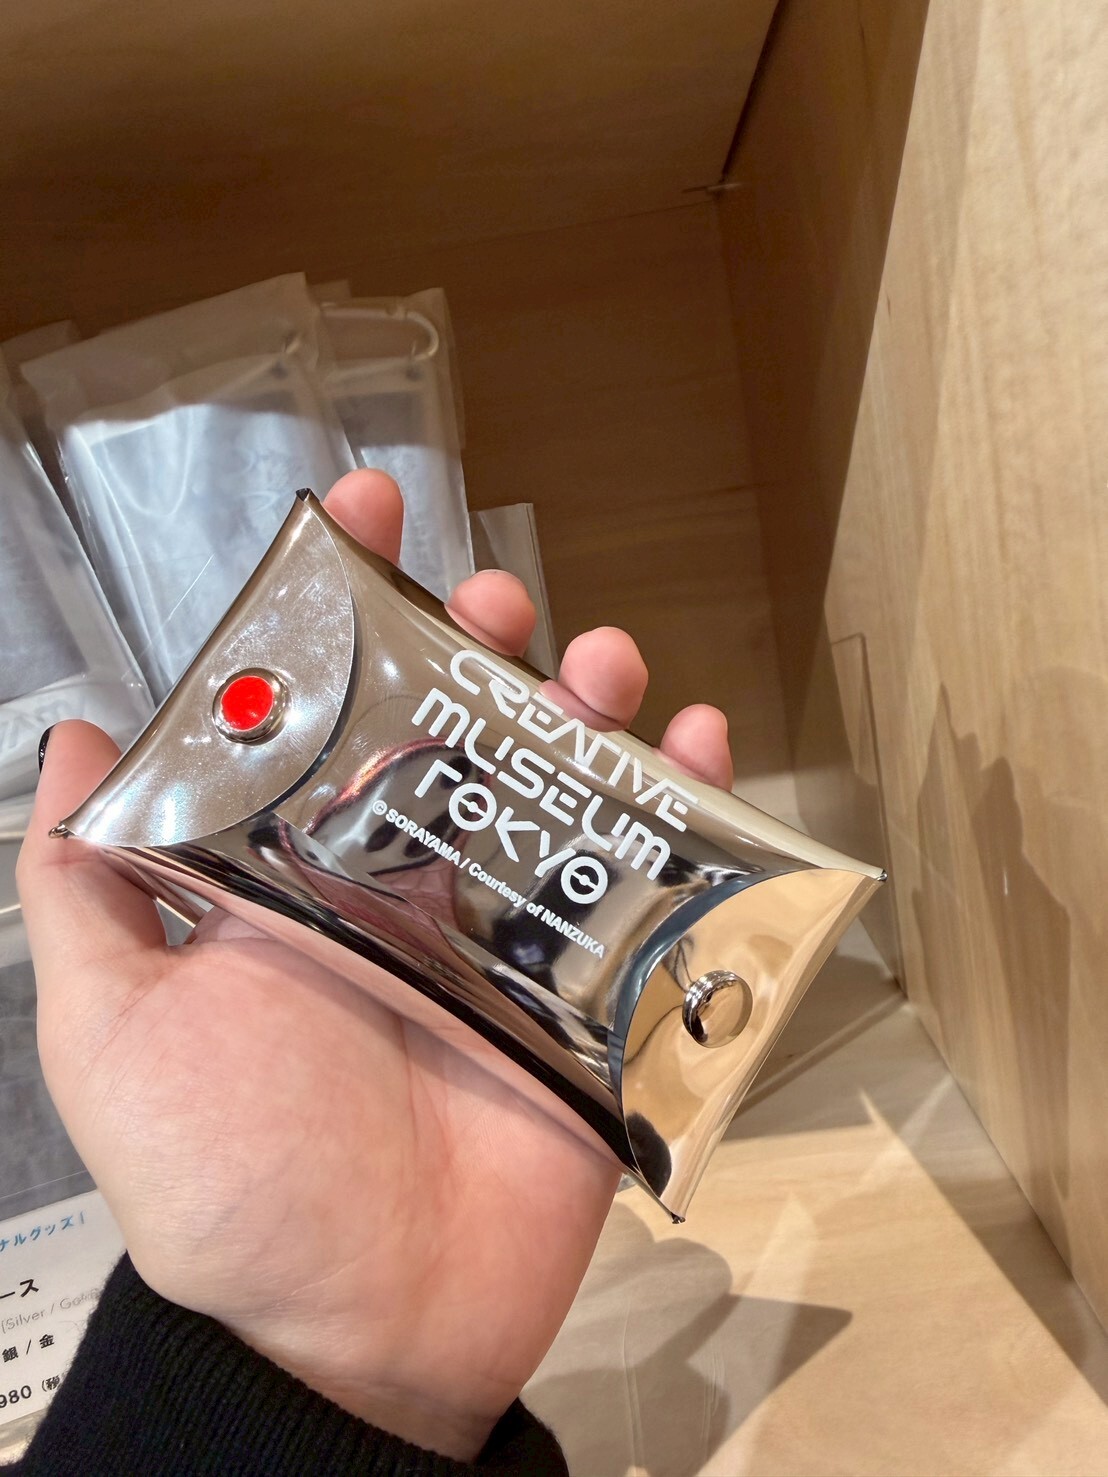 CREATIVE
MUSEUM
TOKYO
© SORAYAMA / Courtesy of NANZUKA
ナルグッズ |
ース
(Silver / Gold
銀 / 金
980 (税